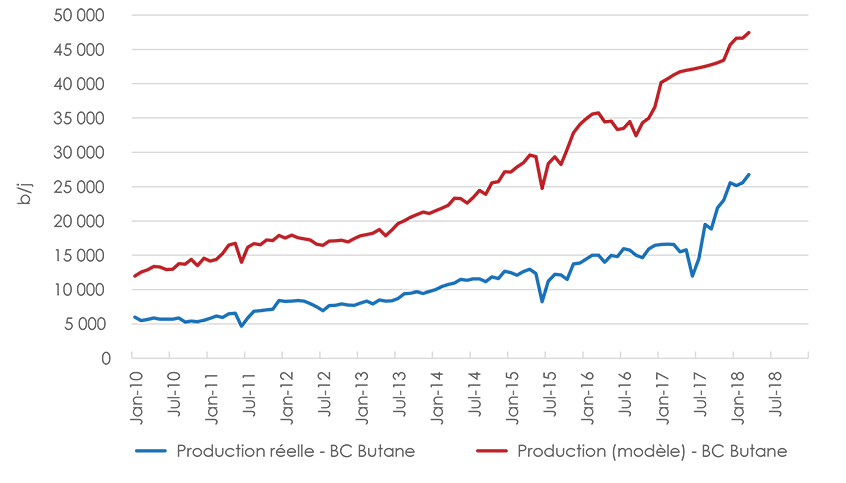 50 000
45 000
40 000
35 000
30 000
25 000
20 000
15 000
10 000
5 000
0
b/j
Jan-10
Jul-10
Jan-11
Jul-11
Jan-12
Jul-12
Jan-13
Jul-13
Jan-14
Jul-14
Jan-15
Jul-15
Jan-16
Jul-16
Jan-17
Jul-17
Jan-18
Jul-18
Production réelle - BC Butane
Production (modèle) - BC Butane